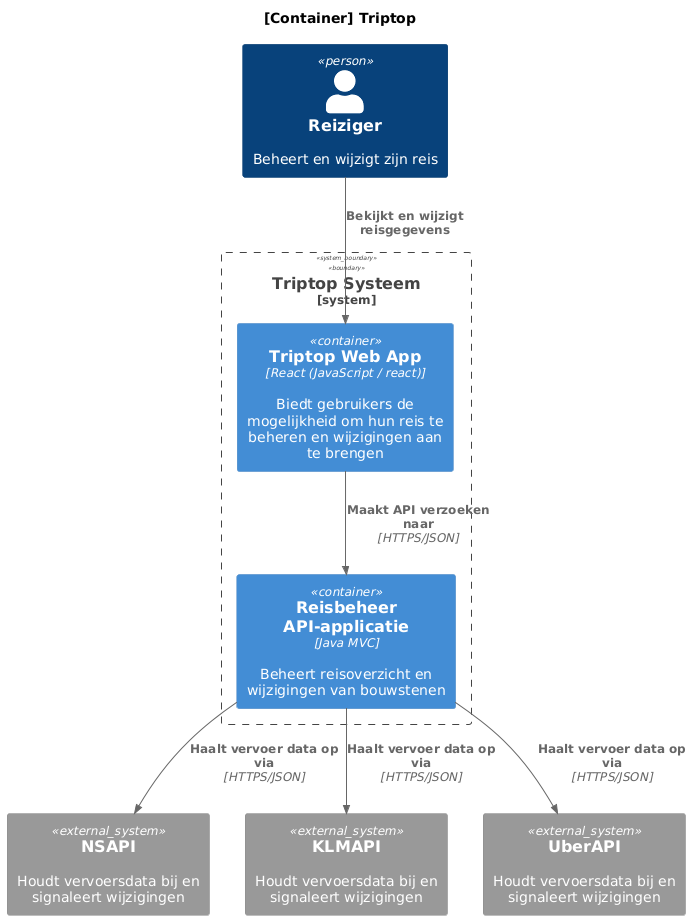 [Container] Triptop
«person»
Reiziger
Beheert en wijzigt zijn reis
Bekijkt en wijzigt
reisgegevens
«system_boundary»
«boundary»
Triptop Systeem
[system]
«container»
Triptop Web App
[React (JavaScript / react)]
Biedt gebruikers de
mogelijkheid om hun reis te
beheren en wijzigingen aan
te brengen
Maakt API verzoeken
naar
[HTTPS/JSON]
«container»
Reisbeheer
API-applicatie
[Java MVC]
Beheert reisoverzicht en
wijzigingen van bouwstenen
Haalt vervoer data op
via
[HTTPS/JSON]
Haalt vervoer data op
via
[HTTPS/JSON]
Haalt vervoer data op
via
[HTTPS/JSON]
«external_system»
NSAPI
Houdt vervoersdata bij en
signaleert wijzigingen
«external_system»
KLMAPI
Houdt vervoersdata bij en
signaleert wijzigingen
«external_system»
UberAPI
Houdt vervoersdata bij en
signaleert wijzigingen